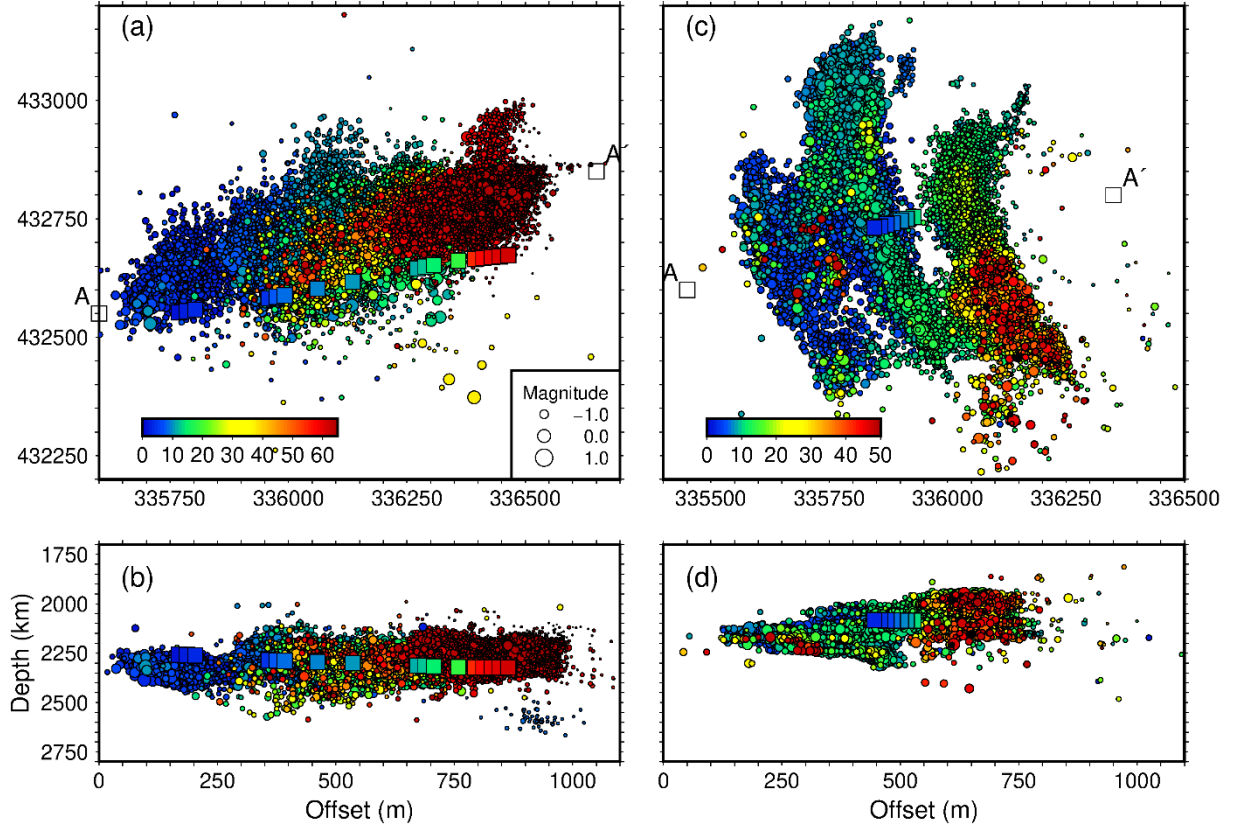 (a)
433000
432750
432500
432250
A
A´
Magnitude
−1.0
0.0
1.0
0 10 20 30 40 50 60
335750 336000 336250 336500
(c)
A
A´
0 10 20 30 40 50
335500 335750 336000 336250 336500
(b)
Depth (km)
1750
2000
2250
2500
2750
0 250 500 750 1000
Offset (m)
(d)
0 250 500 750 1000
Offset (m)